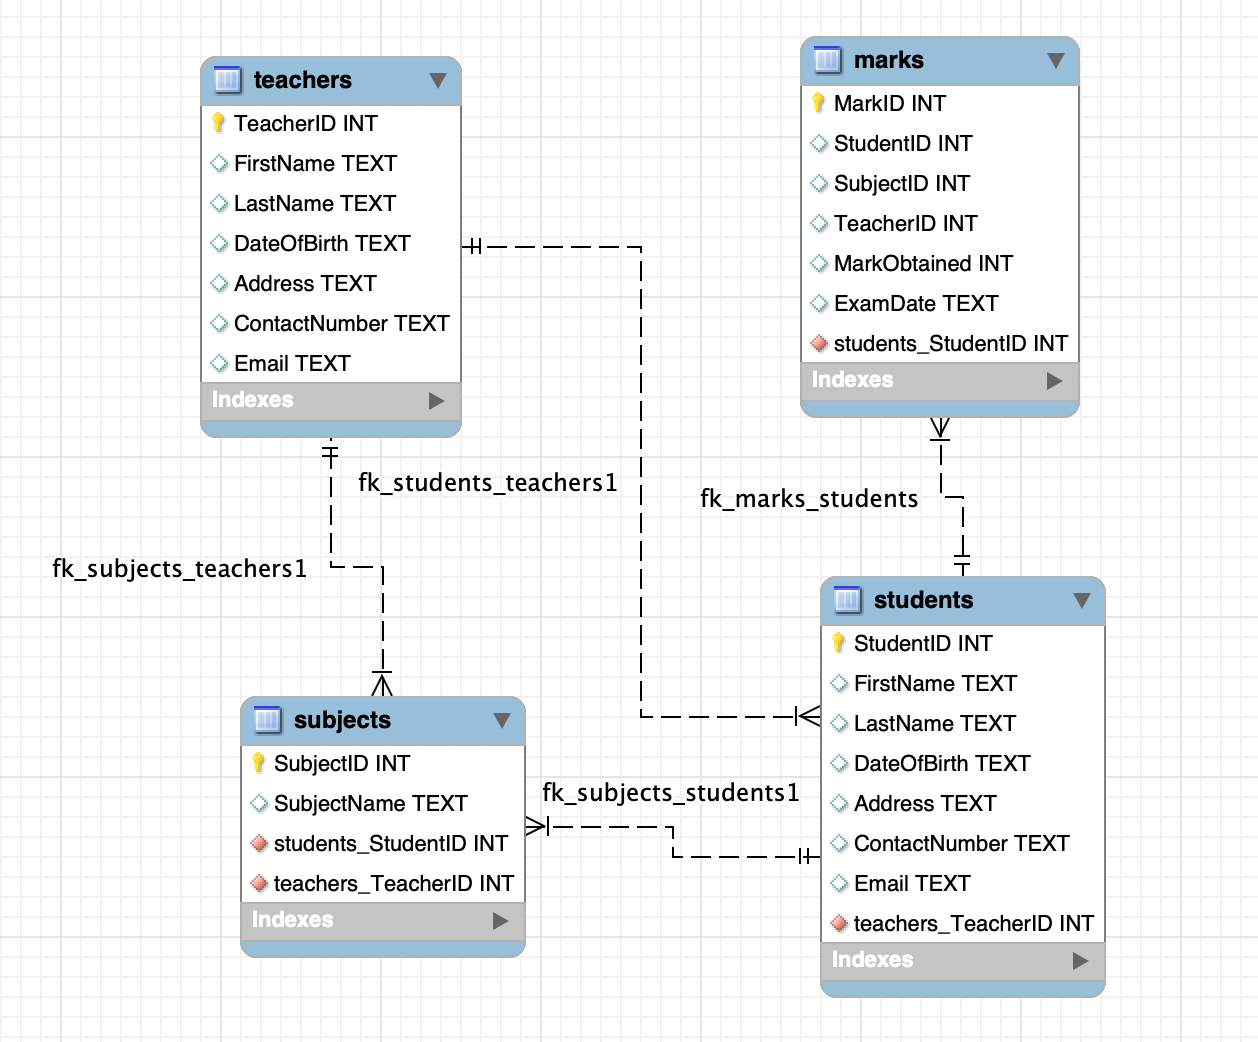 teachers
TeacherID INT
FirstName TEXT
LastName TEXT
DateOfBirth TEXT
Address TEXT
ContactNumber TEXT
Email TEXT
Indexes
marks
MarkID INT
StudentID INT
SubjectID INT
TeacherID INT
MarkObtained INT
ExamDate TEXT
students_StudentID INT
Indexes
fk_students_teachers1
fk_marks_students
fk_subjects_teachers1
subjects
SubjectID INT
SubjectName TEXT
students_StudentID INT
teachers_TeacherID INT
Indexes
fk_subjects_students1
students
StudentID INT
FirstName TEXT
LastName TEXT
DateOfBirth TEXT
Address TEXT
ContactNumber TEXT
Email TEXT
teachers_TeacherID INT
Indexes